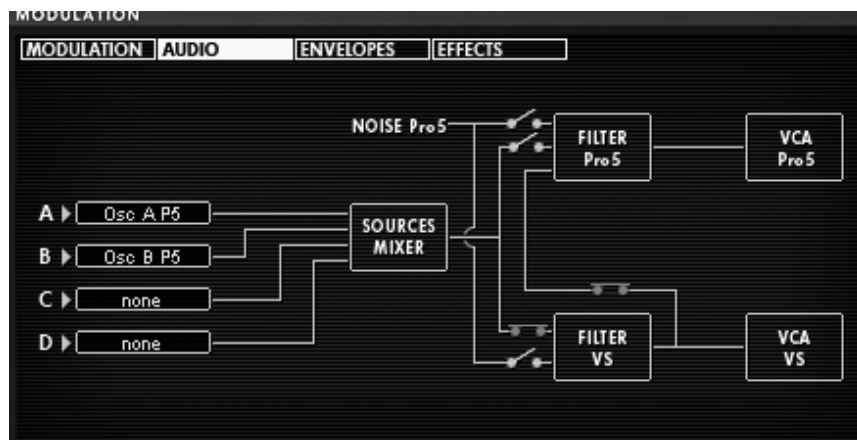 MODULATION
MODULATION AUDIO ENVELOPES EFFECTS
NOISE Pro5
FILTER
Pro5
VCA
Pro5
A Osc A P5
B Osc B P5
C none
D none
SOURCES
MIXER
FILTER
VS
VCA
VS